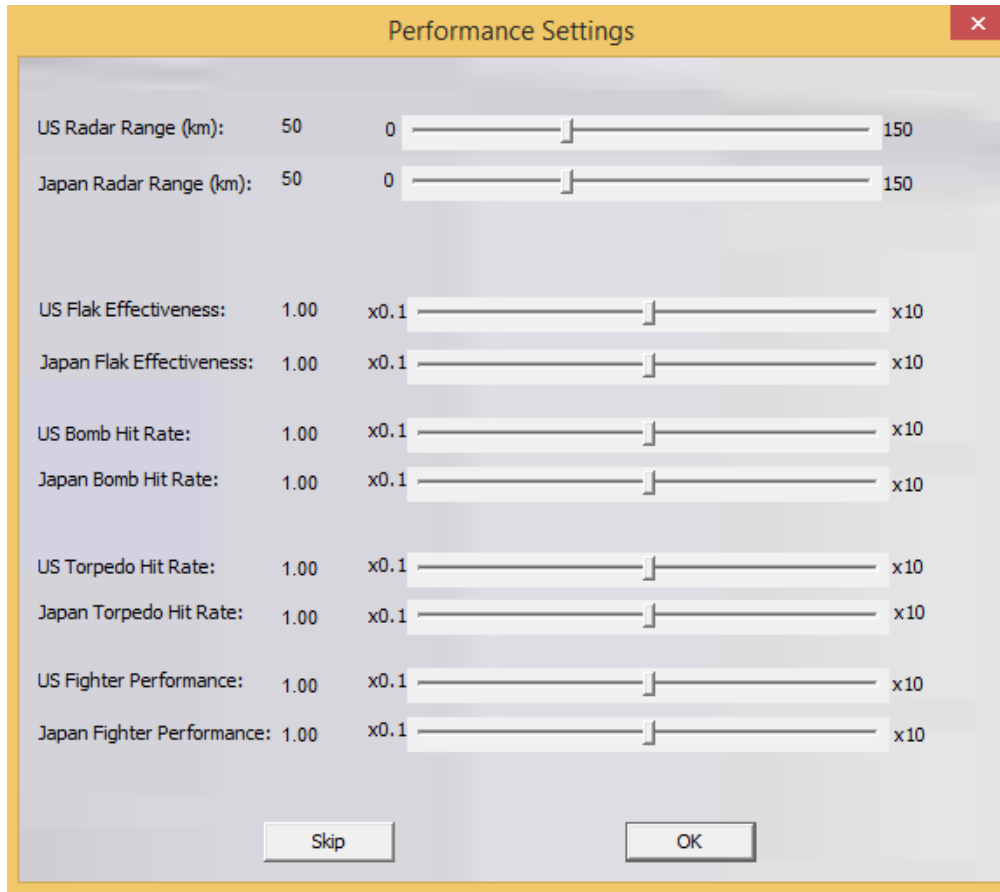 Performance Settings
US Radar Range (km): 50 0 150
Japan Radar Range (km): 50 0 150
US Flak Effectiveness: 1.00 x0.1 x10
Japan Flak Effectiveness: 1.00 x0.1 x10
US Bomb Hit Rate: 1.00 x0.1 x10
Japan Bomb Hit Rate: 1.00 x0.1 x10
US Torpedo Hit Rate: 1.00 x0.1 x10
Japan Torpedo Hit Rate: 1.00 x0.1 x10
US Fighter Performance: 1.00 x0.1 x10
Japan Fighter Performance: 1.00 x0.1 x10
Skip OK